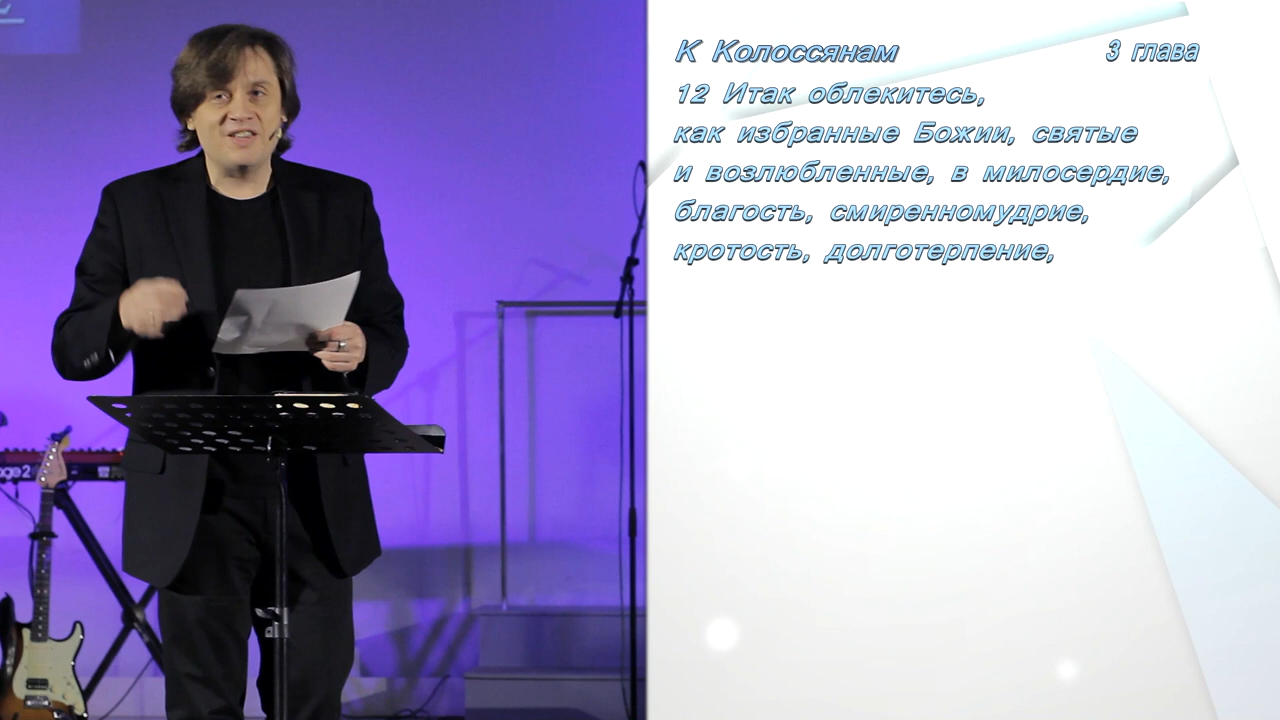 К Колоссянам 3 глава
12 Итак облекитесь,
как избранные Божии, святые
и возлюбленные, в милосердие,
благость, смиренномудрие,
кротость, долготерпение,